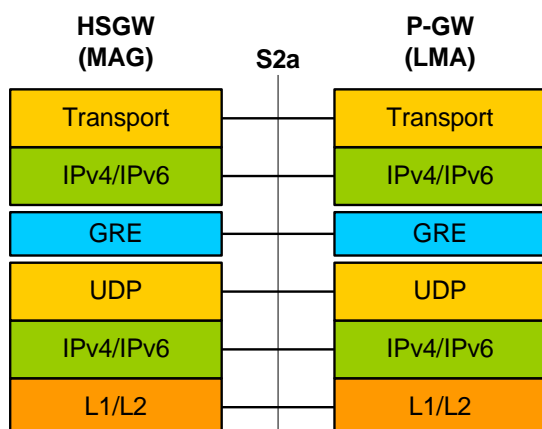 HSGW
(MAG)
S2a
P-GW
(LMA)
Transport
Transport
IPv4/IPv6
IPv4/IPv6
GRE
GRE
UDP
UDP
IPv4/IPv6
IPv4/IPv6
L1/L2
L1/L2